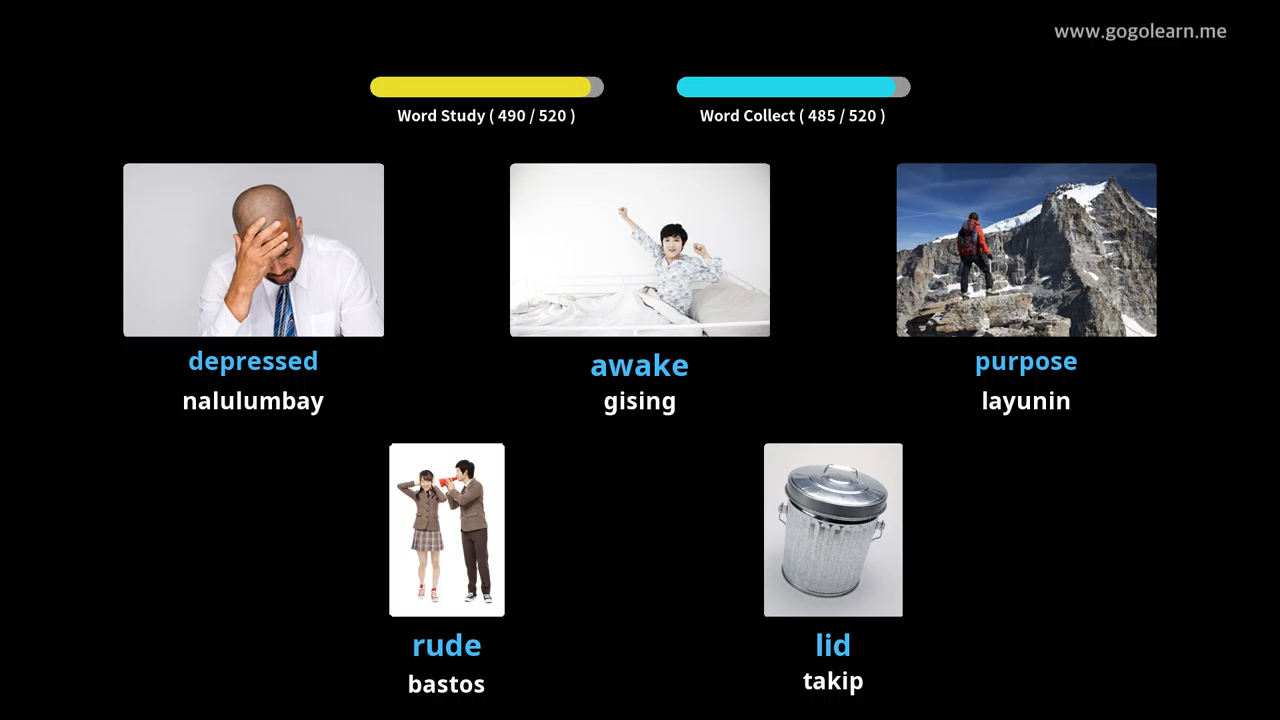 www.gogolearn.me
Word Study ( 490 / 520 )
Word Collect ( 485 / 520 )
depressed
nalulumbay
awake
gising
purpose
layunin
rude
bastos
lid
takip